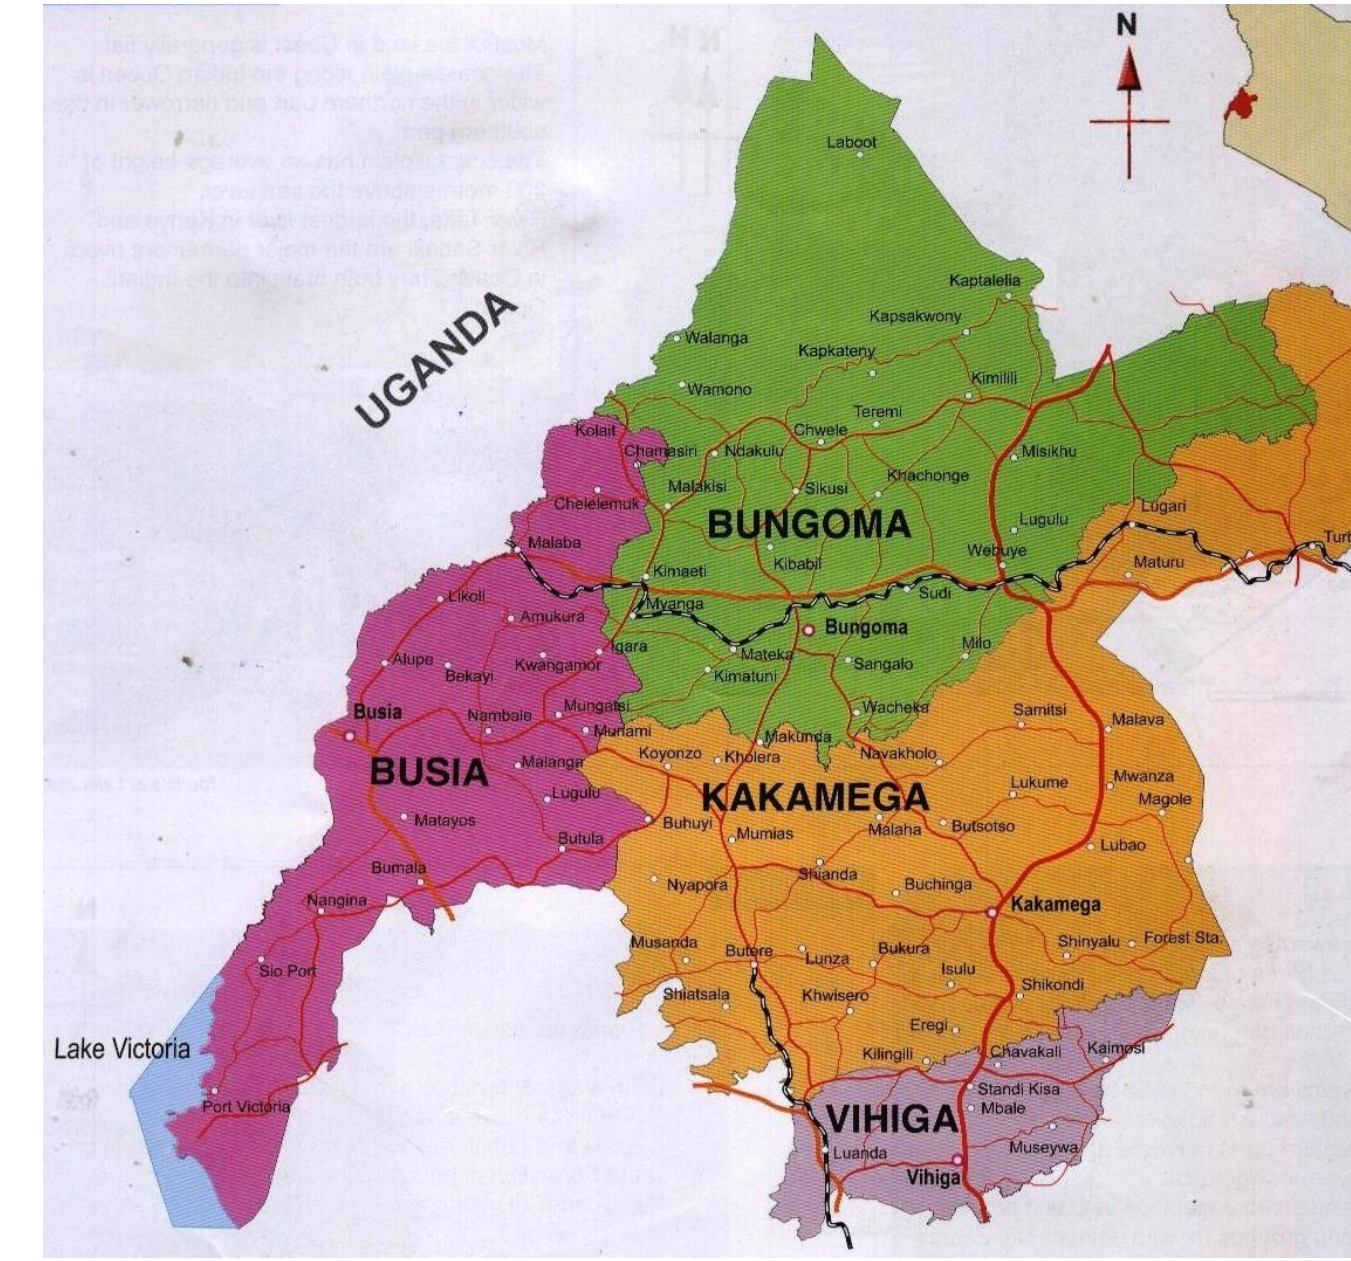 N
Laboot
Kaptalelia
Kapsakwony
UGANDA
Walanga
Kapkateny
Kimilili
Wamono
Teremi
Kolait
Chwele
Chamasiri
Ndakulu
Misikhu
Khachonge
Malakisi
Sikusi
Chelelemuk
Lugari
BUNGOMA
Lugulu
Malaba
Webuye
Kibabii
Maturu
Kimaeti
Likoli
Myanga
Sudi
Amukura
Bungoma
Igara
Milo
Alupe
Kwangamor
Mateka
Sangalo
Bekayi
Kimatuni
Busia
Nambale
Mungatsi
Wacheka
Samitsi
Malava
Munami
Makunda
Koyonzo
Kholera
Navakholo
Malanga
BUSIA
Mwanza
Lukume
Lugulu
KAKAMEGA
Magole
Matayos
Buhuyi
Mumias
Malaha
Butsotso
Butula
Lubao
Bumala
Shianda
Nyapora
Buchinga
Nangina
Kakamega
Musanda
Butere
Bukura
Shinyalu
Forest Sta.
Lunza
Sio Port
Isulu
Shiatsala
Khwisero
Shikondi
Eregi
Lake Victoria
Kilingili
Chavakali
Kaimosi
Standi Kisa
Port Victoria
Mbale
VIHIGA
Luanda
Museywa
Vihiga